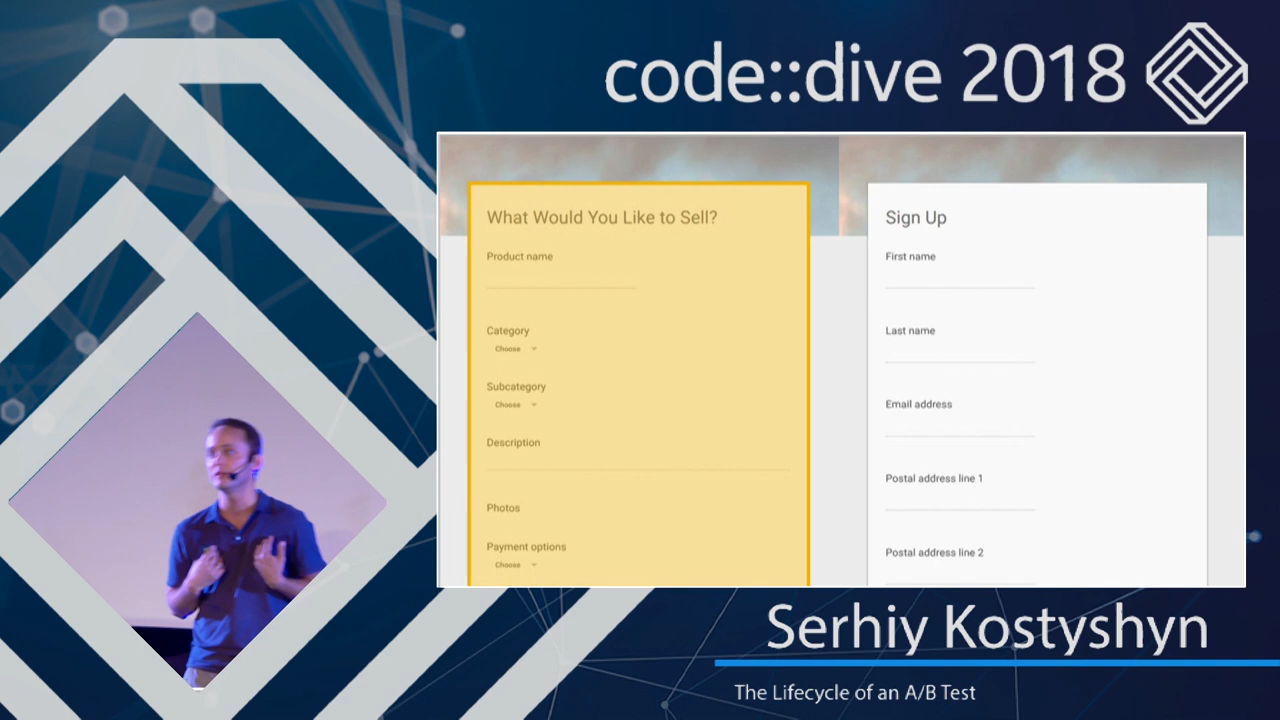 code::dive 2018
What Would You Like to Sell?
Product name
Category
Choose
Subcategory
Choose
Description
Photos
Payment options
Choose
Sign Up
First name
Last name
Email address
Postal address line 1
Postal address line 2
Serhiy Kostyshyn
The Lifecycle of an A/B Test